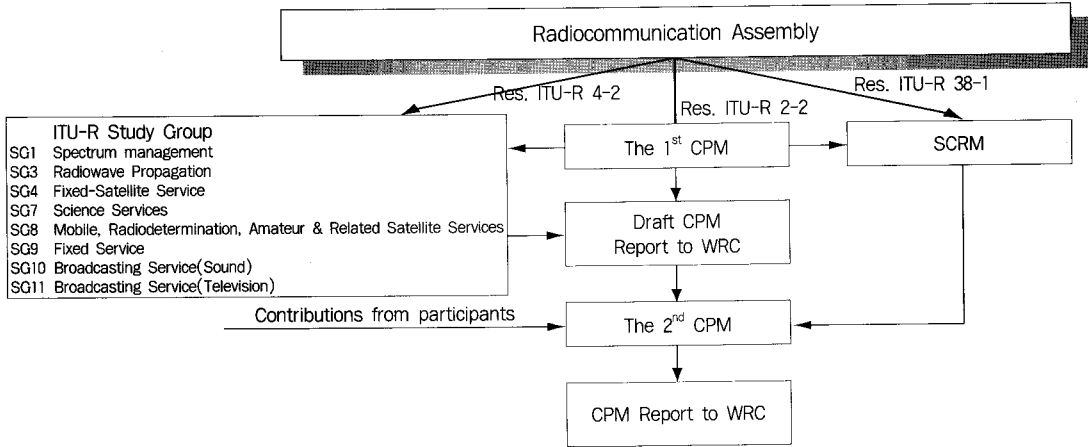 Radiocommunication Assembly
Res. ITU-R 4-2
Res. ITU-R 2-2
Res. ITU-R 38-1
ITU-R Study Group
SG1 Spectrum management
SG3 Radiowave Propagation
SG4 Fixed-Satellite Service
SG7 Science Services
SG8 Mobile, Radiodetermination, Amateur & Related Satellite Services
SG9 Fixed Service
SG10 Broadcasting Service(Sound)
SG11 Broadcasting Service(Television)
The 1st CPM
SCRM
Draft CPM
Report to WRC
Contributions from participants
The 2nd CPM
CPM Report to WRC